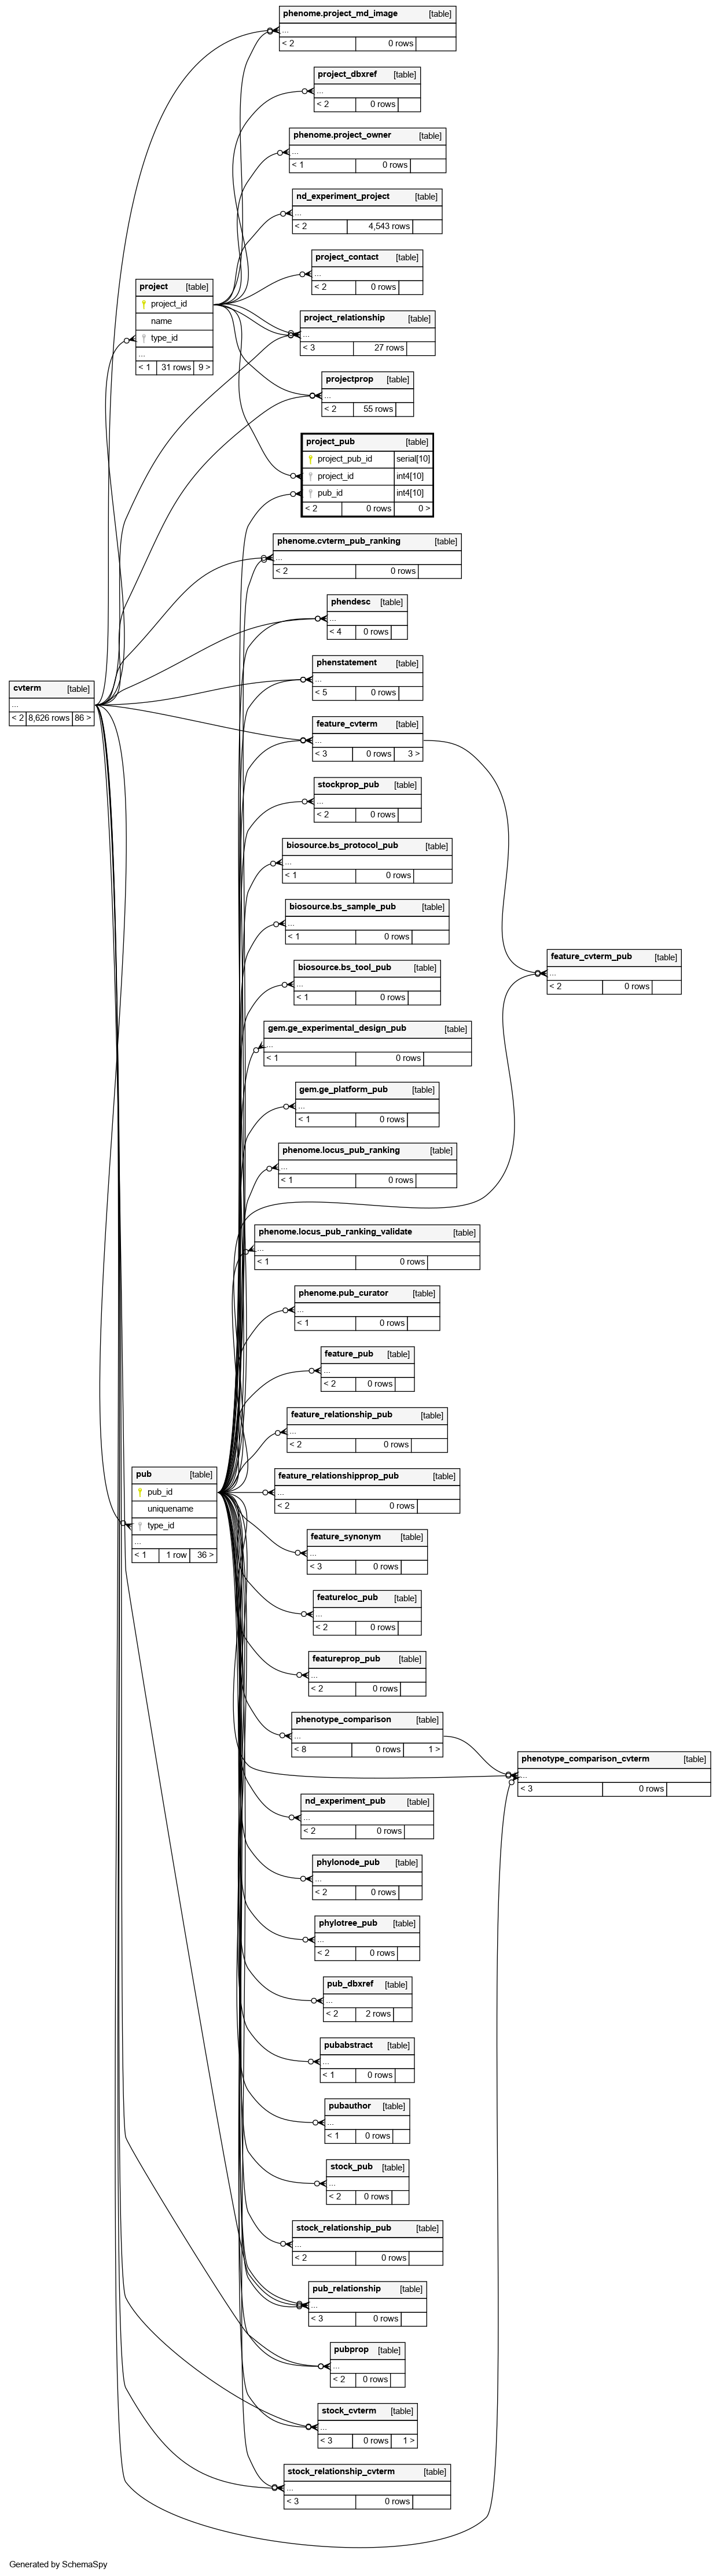 phenome.project_md_image [table]
...
< 2 0 rows
project_dbxref [table]
...
< 2 0 rows
phenome.project_owner [table]
...
< 1 0 rows
nd_experiment_project [table]
...
< 2 4,543 rows
project_contact [table]
...
< 2 0 rows
project [table]
project_id
name
type_id
...
< 1 31 rows 9 >
project_relationship [table]
...
< 3 27 rows
projectprop [table]
...
< 2 55 rows
project_pub [table]
project_pub_id serial[10]
project_id int4[10]
pub_id int4[10]
< 2 0 rows 0 >
phenome.cvterm_pub_ranking [table]
...
< 2 0 rows
phendesc [table]
...
< 4 0 rows
phenstatement [table]
...
< 5 0 rows
cvterm [table]
...
< 2 8,626 rows 86 >
feature_cvterm [table]
...
< 3 0 rows 3 >
stockprop_pub [table]
...
< 2 0 rows
biosource.bs_protocol_pub [table]
...
< 1 0 rows
biosource.bs_sample_pub [table]
...
< 1 0 rows
feature_cvterm_pub [table]
...
< 2 0 rows
biosource.bs_tool_pub [table]
...
< 1 0 rows
gem.ge_experimental_design_pub [table]
...
< 1 0 rows
gem.ge_platform_pub [table]
...
< 1 0 rows
phenome.locus_pub_ranking [table]
...
< 1 0 rows
phenome.locus_pub_ranking_validate [table]
...
< 1 0 rows
phenome.pub_curator [table]
...
< 1 0 rows
feature_pub [table]
...
< 2 0 rows
feature_relationship_pub [table]
...
< 2 0 rows
pub [table]
pub_id
uniquename
type_id
...
< 1 1 row 36 >
feature_relationshipprop_pub [table]
...
< 2 0 rows
feature_synonym [table]
...
< 3 0 rows
featureloc_pub [table]
...
< 2 0 rows
featureprop_pub [table]
...
< 2 0 rows
phenotype_comparison [table]
...
< 8 0 rows 1 >
phenotype_comparison_cvterm [table]
...
< 3 0 rows
nd_experiment_pub [table]
...
< 2 0 rows
phylonode_pub [table]
...
< 2 0 rows
phylotree_pub [table]
...
< 2 0 rows
pub_dbxref [table]
...
< 2 2 rows
pubabstract [table]
...
< 1 0 rows
pubauthor [table]
...
< 1 0 rows
stock_pub [table]
...
< 2 0 rows
stock_relationship_pub [table]
...
< 2 0 rows
pub_relationship [table]
...
< 3 0 rows
pubprop [table]
...
< 2 0 rows
stock_cvterm [table]
...
< 3 0 rows 1 >
stock_relationship_cvterm [table]
...
< 3 0 rows
Generated by SchemaSpy